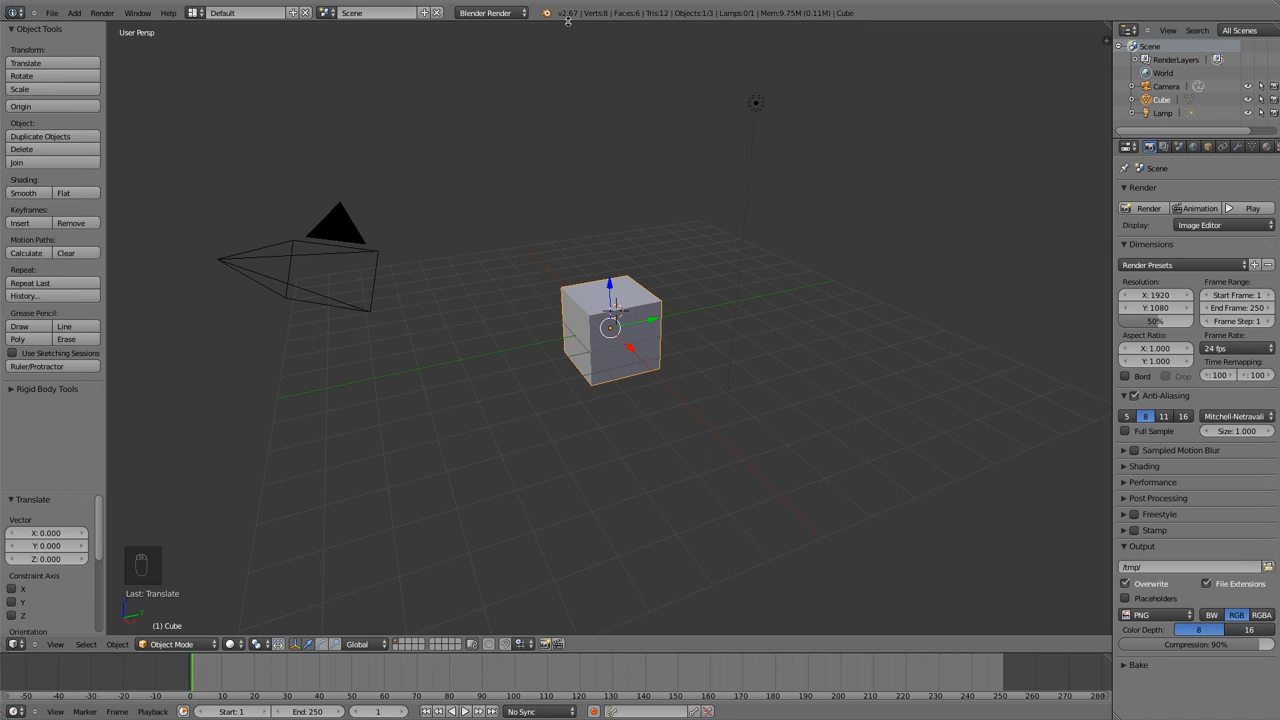 File Add Render Window Help Default Scene Blender Render v2.67 | Verts:8 | Faces:6 | Tris:12 | Objects:1/3 | Lamps:0/1 | Mem:9.75M (0.11M) | Cube
Object Tools
Transform:
Translate
Rotate
Scale
Origin
Object:
Duplicate Objects
Delete
Join
Shading:
Smooth Flat
Keyframes:
Insert Remove
Motion Paths:
Calculate Clear
Repeat:
Repeat Last
History...
Grease Pencil:
Draw Line
Poly Erase
Use Sketching Sessions
Ruler/Protractor
Rigid Body Tools
Translate
Vector
X: 0.000
Y: 0.000
Z: 0.000
Constraint Axis
X
Y
Z
Orientation
User Persp
Last: Translate
(1) Cube
View Select Object Object Mode Global
View Search All Scenes
Scene
RenderLayers
World
Camera
Cube
Lamp
Scene
Render
Render Animation Play
Display: Image Editor
Dimensions
Render Presets
Resolution: Frame Range:
X: 1920 Start Frame: 1
Y: 1080 End Frame: 250
50% Frame Step: 1
Aspect Ratio: Frame Rate:
X: 1.000 24 fps
Y: 1.000 Time Remapping:
Bord Crop : 100 : 100
Anti-Aliasing
5 8 11 16 Mitchell-Netravali
Full Sample Size: 1.000
Sampled Motion Blur
Shading
Performance
Post Processing
Freestyle
Stamp
Output
/tmp/
Overwrite File Extensions
Placeholders
PNG BW RGB RGBA
Color Depth: 8 16
Compression: 90%
Bake
-50 -40 -30 -20 -10 0 10 20 30 40 50 60 70 80 90 100 110 120 130 140 150 160 170 180 190 200 210 220 230 240 250 260 270 280
View Marker Frame Playback Start: 1 End: 250 1 No Sync